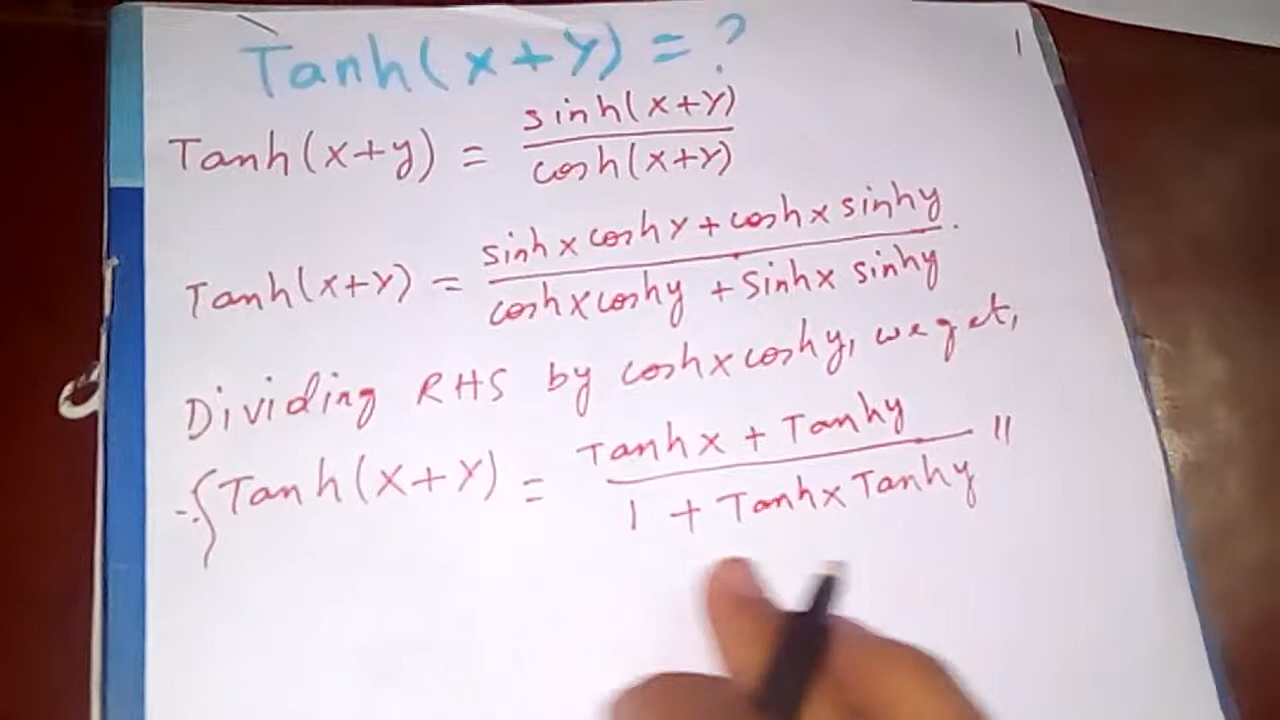 Tanh(x+y) = ?
1
Tanh(x+y) = sinh(x+y) / cosh(x+y)
Tanh(x+y) = sinhx coshy + coshx sinhy / coshx coshy + sinhx sinhy .
Dividing RHS by coshx coshy, we get,
∴ { Tanh(x+y) = Tanhx + Tanhy / 1 + Tanhx Tanhy "